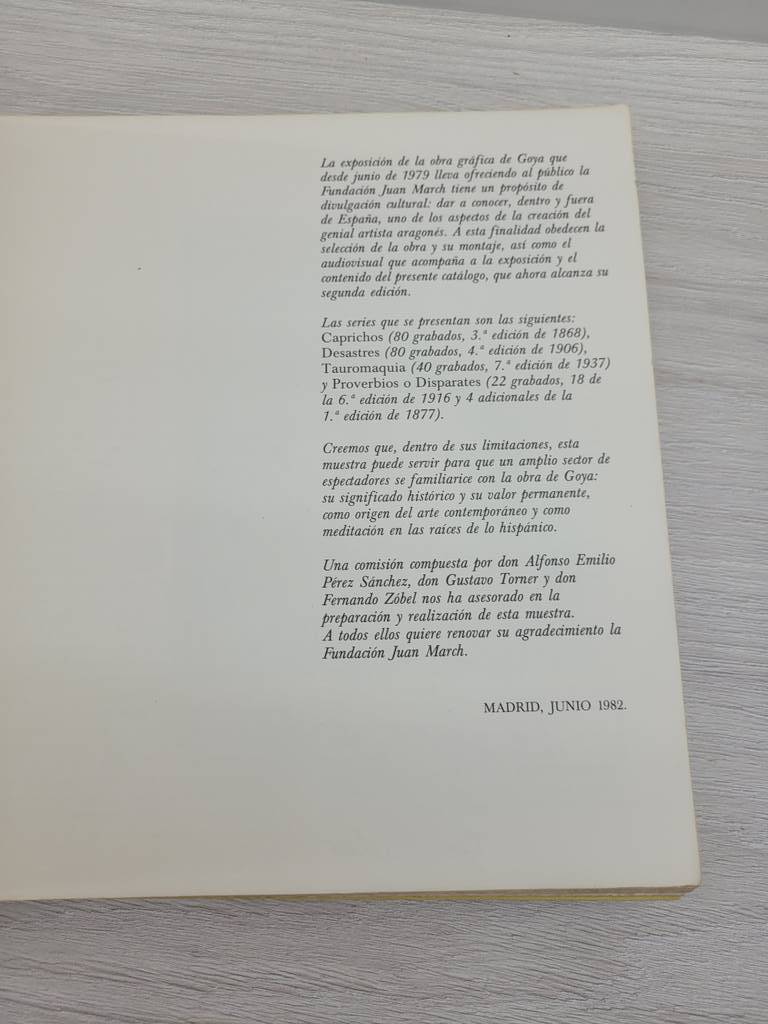 La exposición de la obra gráfica de Goya que
desde junio de 1979 lleva ofreciendo al público la
Fundación Juan March tiene un propósito de
divulgación cultural: dar a conocer, dentro y fuera
de España, uno de los aspectos de la creación del
genial artista aragonés. A esta finalidad obedecen la
selección de la obra y su montaje, así como el
audiovisual que acompaña a la exposición y el
contenido del presente catálogo, que ahora alcanza su
segunda edición.
Las series que se presentan son las siguientes:
Caprichos (80 grabados, 3.ª edición de 1868),
Desastres (80 grabados, 4.ª edición de 1906),
Tauromaquia (40 grabados, 7.ª edición de 1937)
y Proverbios o Disparates (22 grabados, 18 de
la 6.ª edición de 1916 y 4 adicionales de la
1.ª edición de 1877).
Creemos que, dentro de sus limitaciones, esta
muestra puede servir para que un amplio sector de
espectadores se familiarice con la obra de Goya:
su significado histórico y su valor permanente,
como origen del arte contemporáneo y como
meditación en las raíces de lo hispánico.
Una comisión compuesta por don Alfonso Emilio
Pérez Sánchez, don Gustavo Torner y don
Fernando Zóbel nos ha asesorado en la
preparación y realización de esta muestra.
A todos ellos quiere renovar su agradecimiento la
Fundación Juan March.
MADRID, JUNIO 1982.